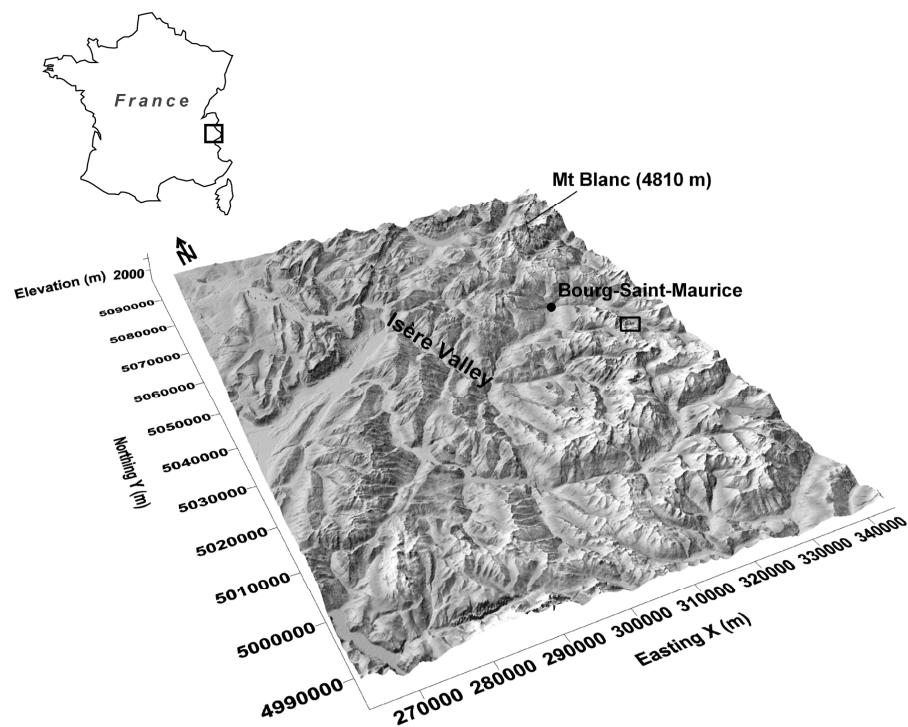 France
Mt Blanc (4810 m)
N
Bourg-Saint-Maurice
Isère Valley
Elevation (m)
2000
5090000
5080000
5070000
5060000
5050000
5040000
5030000
5020000
5010000
5000000
4990000
Northing Y (m)
270000
280000
290000
300000
310000
320000
330000
340000
Easting X (m)